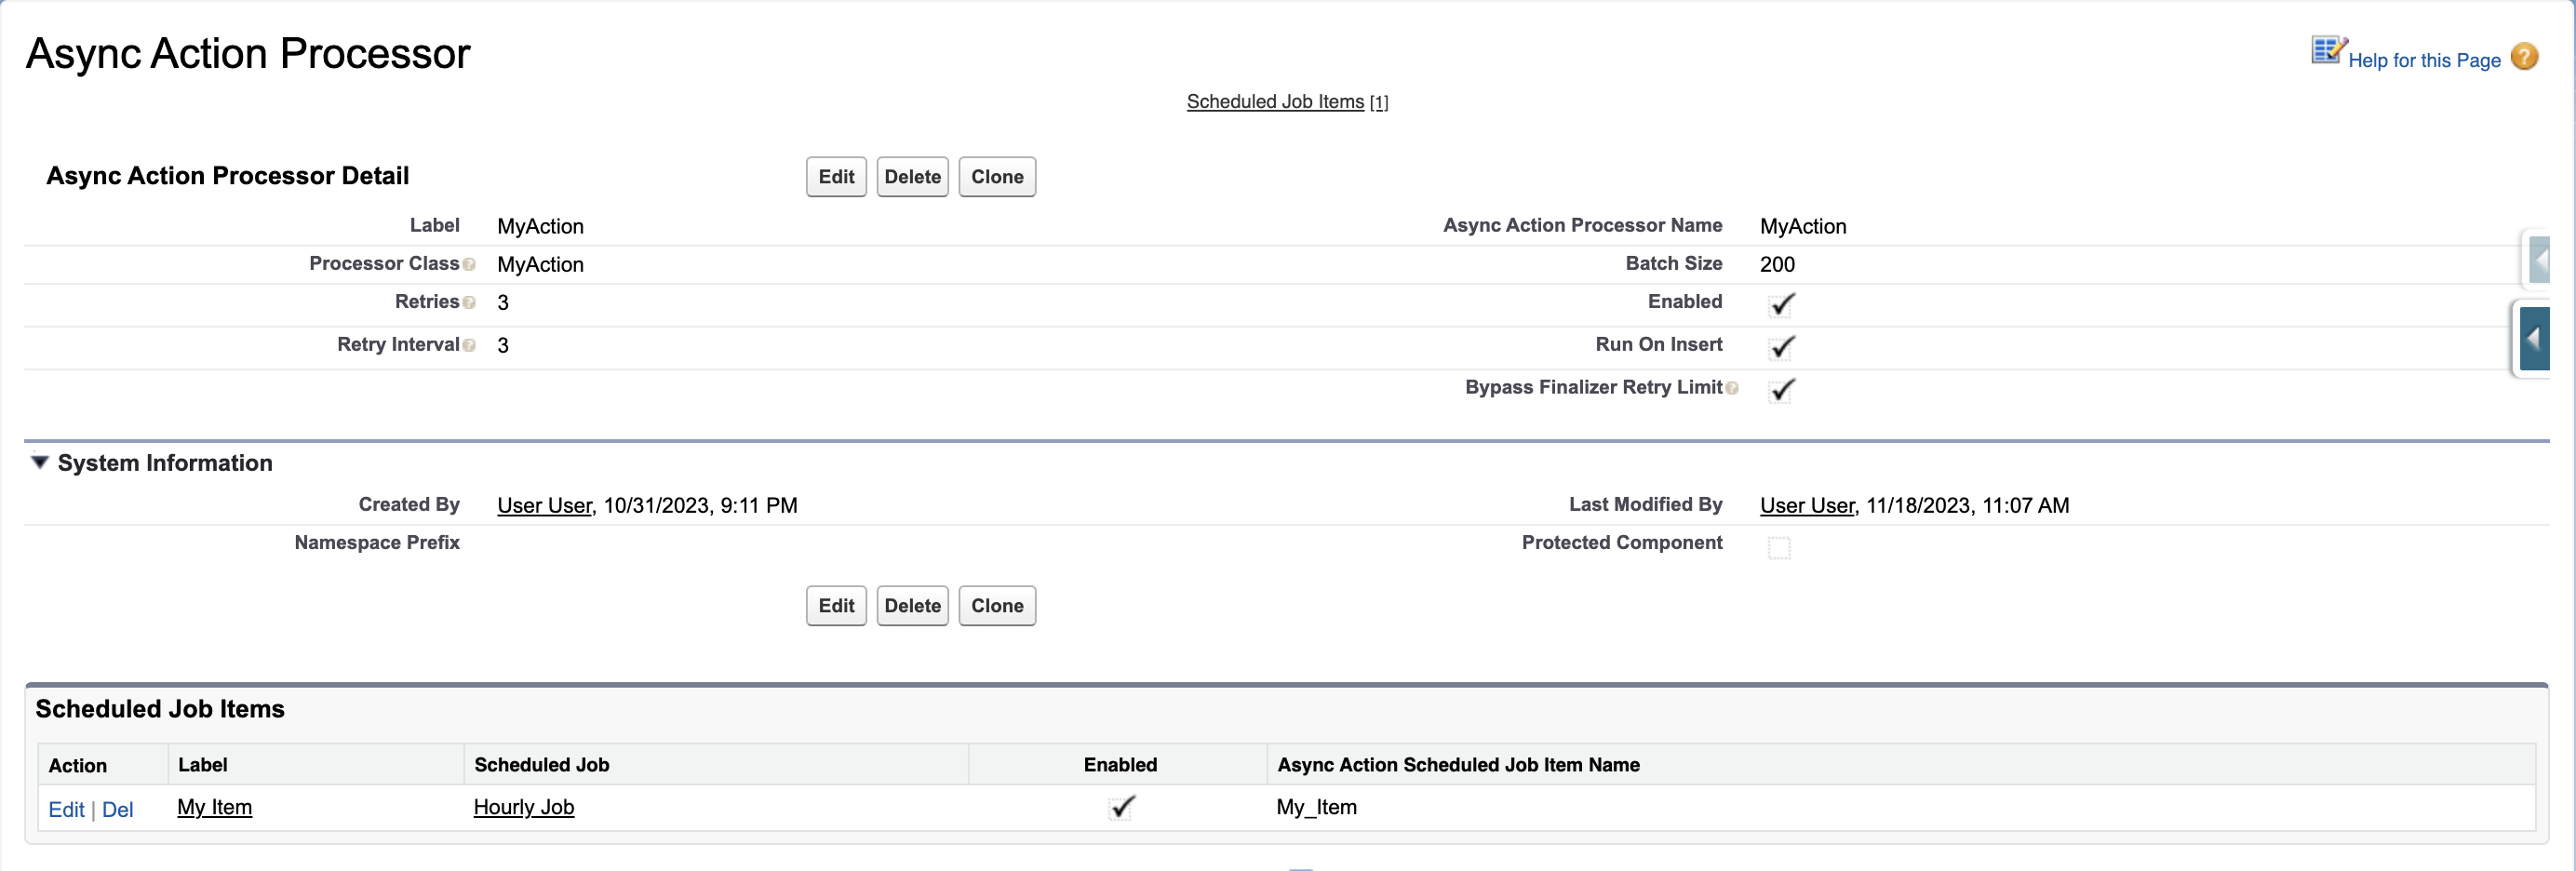 Async Action Processor
Help for this Page ?
Scheduled Job Items [1]
Async Action Processor Detail Edit Delete Clone
Label MyAction Async Action Processor Name MyAction
Processor Class ? MyAction Batch Size 200
Retries ? 3 Enabled
Retry Interval ? 3 Run On Insert
Bypass Finalizer Retry Limit ?
System Information
Created By User User, 10/31/2023, 9:11 PM Last Modified By User User, 11/18/2023, 11:07 AM
Namespace Prefix Protected Component
Edit Delete Clone
Scheduled Job Items
Action Label Scheduled Job Enabled Async Action Scheduled Job Item Name
Edit | Del My Item Hourly Job My_Item